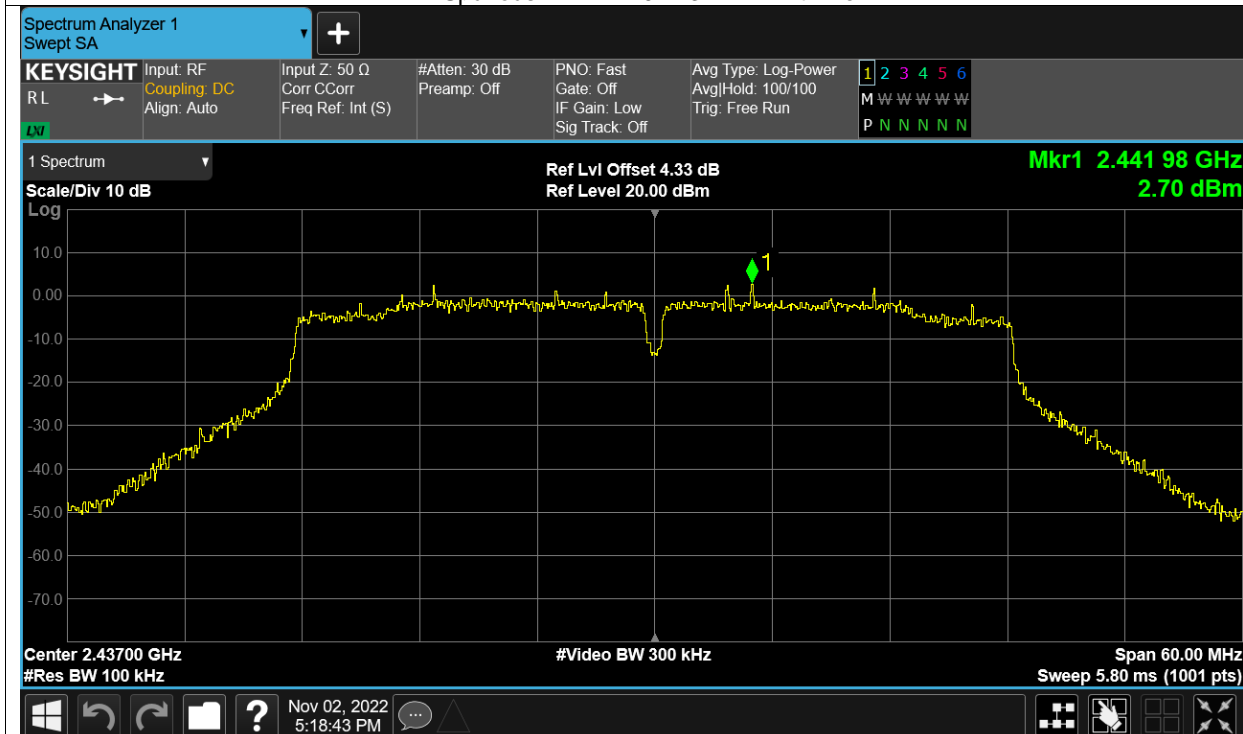 Spectrum Analyzer 1
Swept SA
KEYSIGHT
RL
LXI
Input: RF
Coupling: DC
Align: Auto
Input Z: 50 Ω
Corr CCorr
Freq Ref: Int (S)
#Atten: 30 dB
Preamp: Off
PNO: Fast
Gate: Off
IF Gain: Low
Sig Track: Off
Avg Type: Log-Power
Avg|Hold: 100/100
Trig: Free Run
1 2 3 4 5 6
M W W W W W
P N N N N N
1 Spectrum
Scale/Div 10 dB
Log
Ref Lvl Offset 4.33 dB
Ref Level 20.00 dBm
Mkr1 2.441 98 GHz
2.70 dBm
1
10.0
0.00
-10.0
-20.0
-30.0
-40.0
-50.0
-60.0
-70.0
Center 2.43700 GHz
#Res BW 100 kHz
#Video BW 300 kHz
Span 60.00 MHz
Sweep 5.80 ms (1001 pts)
?
Nov 02, 2022
5:18:43 PM